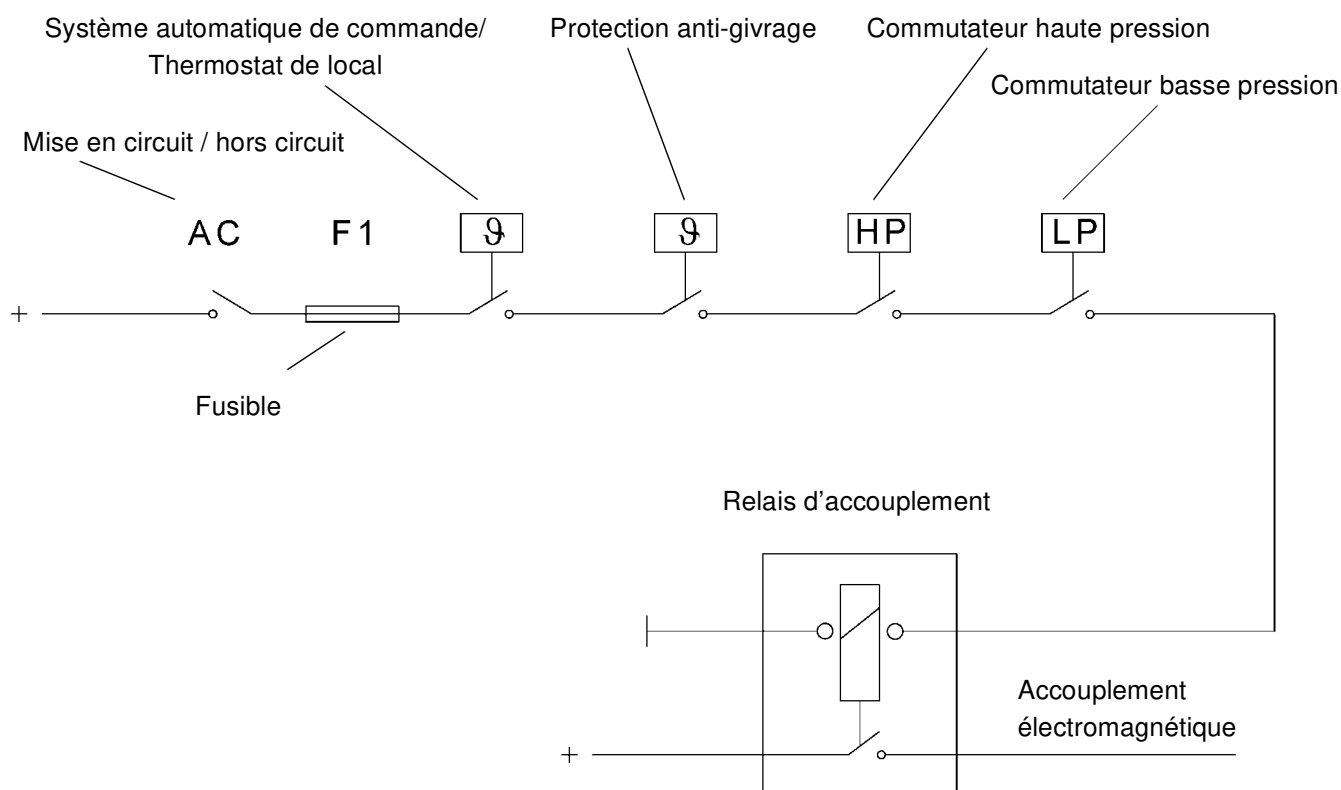 Système automatique de commande/
Thermostat de local
Protection anti-givrage
Commutateur haute pression
Commutateur basse pression
Mise en circuit / hors circuit
AC
F1
ϑ
ϑ
HP
LP
+
Fusible
Relais d’accouplement
Accouplement
électromagnétique
+